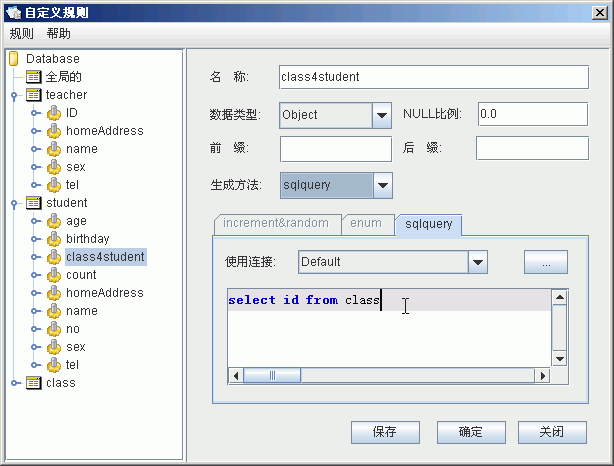 自定义规则
规则 帮助
Database
全局的
teacher
ID
homeAddress
name
sex
tel
student
age
birthday
class4student
count
homeAddress
name
no
sex
tel
class
名 称: class4student
数据类型: Object NULL比例: 0.0
前 缀: 后 缀:
生成方法: sqlquery
increment&random enum sqlquery
使用连接: Default ...
select id from class
保存 确定 关闭